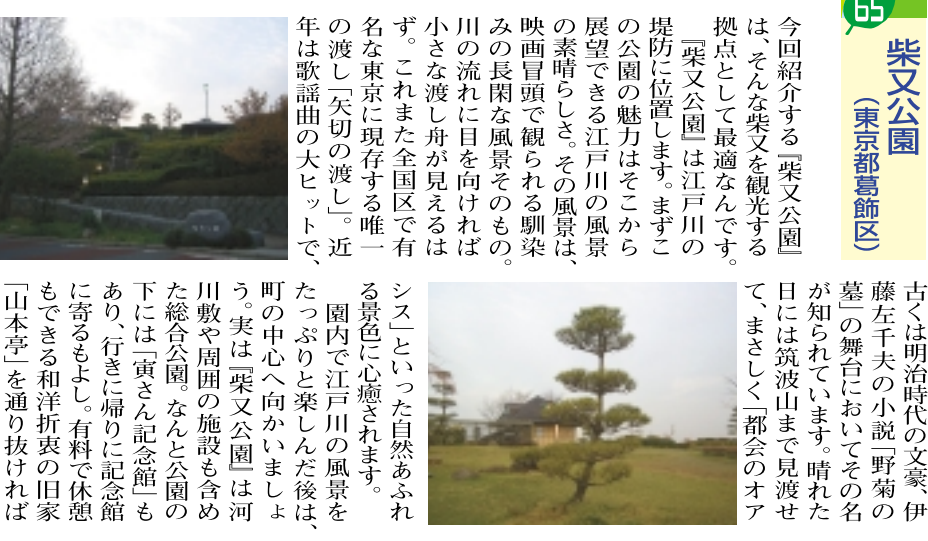 65
柴又公園
（東京都葛飾区）
今回紹介する『柴又公園』
は、そんな柴又を観光する
拠点として最適なんです。
『柴又公園』は江戸川の
堤防に位置します。まずこ
の公園の魅力はそこから
展望できる江戸川の風景
の素晴らしさ。その風景は、
映画冒頭で観られる馴染
みの長閑な風景そのもの。
川の流れに目を向ければ
小さな渡し舟が見えるは
ず。これまた全国区で有
名な東京に現存する唯一
の渡し「矢切の渡し」。近
年は歌謡曲の大ヒットで、
古くは明治時代の文豪、伊
藤左千夫の小説「野菊の
墓」の舞台においてその名
が知られています。晴れた
日には筑波山まで見渡せ
て、まさしく「都会のオア
シス」といった自然あふれ
る景色に心癒されます。
園内で江戸川の風景を
たっぷりと楽しんだ後は、
町の中心へ向かいましょ
う。実は『柴又公園』は河
川敷や周囲の施設も含め
た総合公園。なんと公園の
下には「寅さん記念館」も
あり、行きに帰りに記念館
に寄るもよし。有料で休憩
もできる和洋折衷の旧家
「山本亭」を通り抜ければ